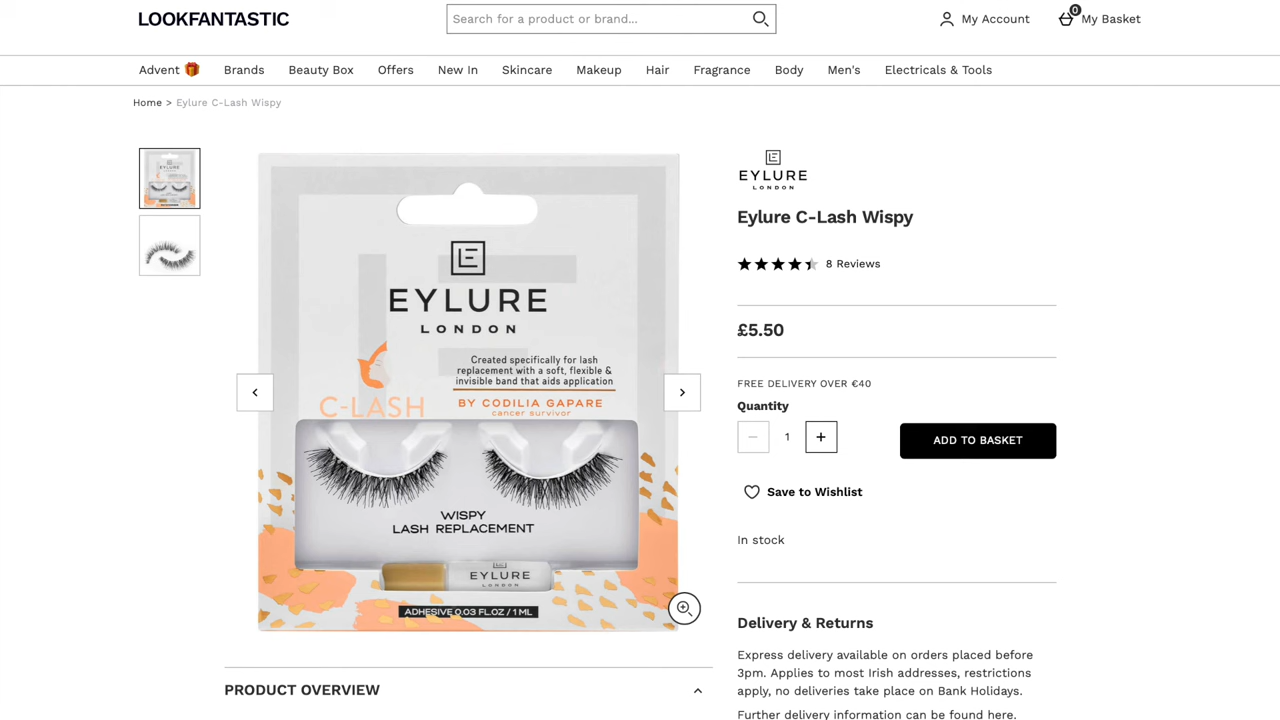 LOOKFANTASTIC
Search for a product or brand...
My Account
0
My Basket
Advent
Brands
Beauty Box
Offers
New In
Skincare
Makeup
Hair
Fragrance
Body
Men's
Electricals & Tools
Home > Eylure C-Lash Wispy
EYLURE
LONDON
Created specifically for lash
replacement with a soft, flexible &
invisible band that aids application
C-LASH
BY CODILIA GAPARE
cancer survivor
WISPY
LASH REPLACEMENT
EYLURE
LONDON
ADHESIVE 0.03 FL.OZ / 1 ML
PRODUCT OVERVIEW
EYLURE
LONDON
Eylure C-Lash Wispy
8 Reviews
£5.50
FREE DELIVERY OVER €40
Quantity
1
ADD TO BASKET
Save to Wishlist
In stock
Delivery & Returns
Express delivery available on orders placed before
3pm. Applies to most Irish addresses, restrictions
apply, no deliveries take place on Bank Holidays.
Further delivery information can be found here.